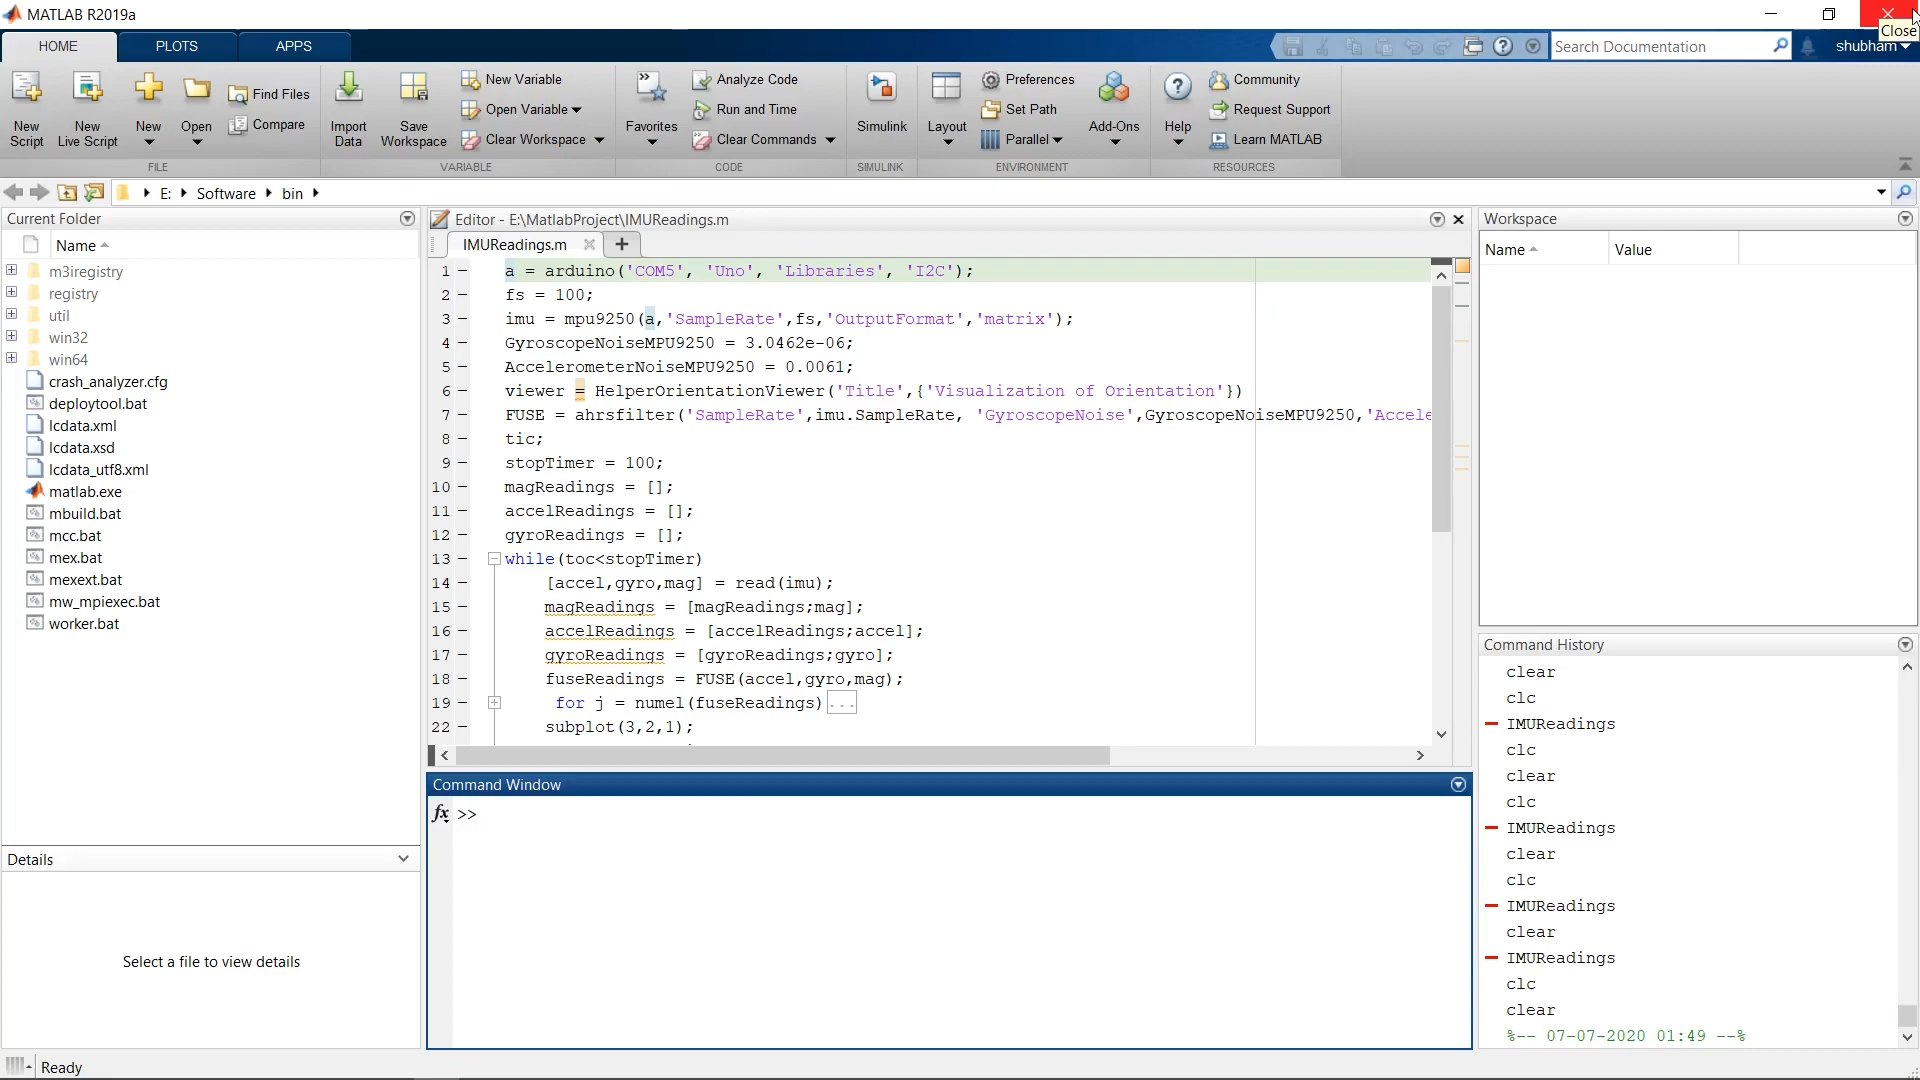 MATLAB R2019a
Close
HOME
PLOTS
APPS
Search Documentation
shubham
New Script
New Live Script
New
Open
Find Files
Compare
FILE
Import Data
Save Workspace
New Variable
Open Variable
Clear Workspace
VARIABLE
Favorites
Analyze Code
Run and Time
Clear Commands
CODE
Simulink
SIMULINK
Layout
Preferences
Set Path
Parallel
Add-Ons
ENVIRONMENT
Help
Community
Request Support
Learn MATLAB
RESOURCES
E: Software bin
Current Folder
Name
m3iregistry
registry
util
win32
win64
crash_analyzer.cfg
deploytool.bat
lcdata.xml
lcdata.xsd
lcdata_utf8.xml
matlab.exe
mbuild.bat
mcc.bat
mex.bat
mexext.bat
mw_mpiexec.bat
worker.bat
Details
Select a file to view details
Ready
Editor - E:\MatlabProject\IMUReadings.m
IMUReadings.m
1 - a = arduino('COM5', 'Uno', 'Libraries', 'I2C');
2 - fs = 100;
3 - imu = mpu9250(a,'SampleRate',fs,'OutputFormat','matrix');
4 - GyroscopeNoiseMPU9250 = 3.0462e-06;
5 - AccelerometerNoiseMPU9250 = 0.0061;
6 - viewer = HelperOrientationViewer('Title',{'Visualization of Orientation'})
7 - FUSE = ahrsfilter('SampleRate',imu.SampleRate, 'GyroscopeNoise',GyroscopeNoiseMPU9250,'Accele
8 - tic;
9 - stopTimer = 100;
10 - magReadings = [];
11 - accelReadings = [];
12 - gyroReadings = [];
13 - while(toc<stopTimer)
14 - [accel,gyro,mag] = read(imu);
15 - magReadings = [magReadings;mag];
16 - accelReadings = [accelReadings;accel];
17 - gyroReadings = [gyroReadings;gyro];
18 - fuseReadings = FUSE(accel,gyro,mag);
19 - for j = numel(fuseReadings)...
22 - subplot(3,2,1);
Command Window
fx >>
Workspace
Name Value
Command History
clear
clc
IMUReadings
clc
clear
clc
IMUReadings
clear
clc
IMUReadings
clear
IMUReadings
clc
clear
%-- 07-07-2020 01:49 --%